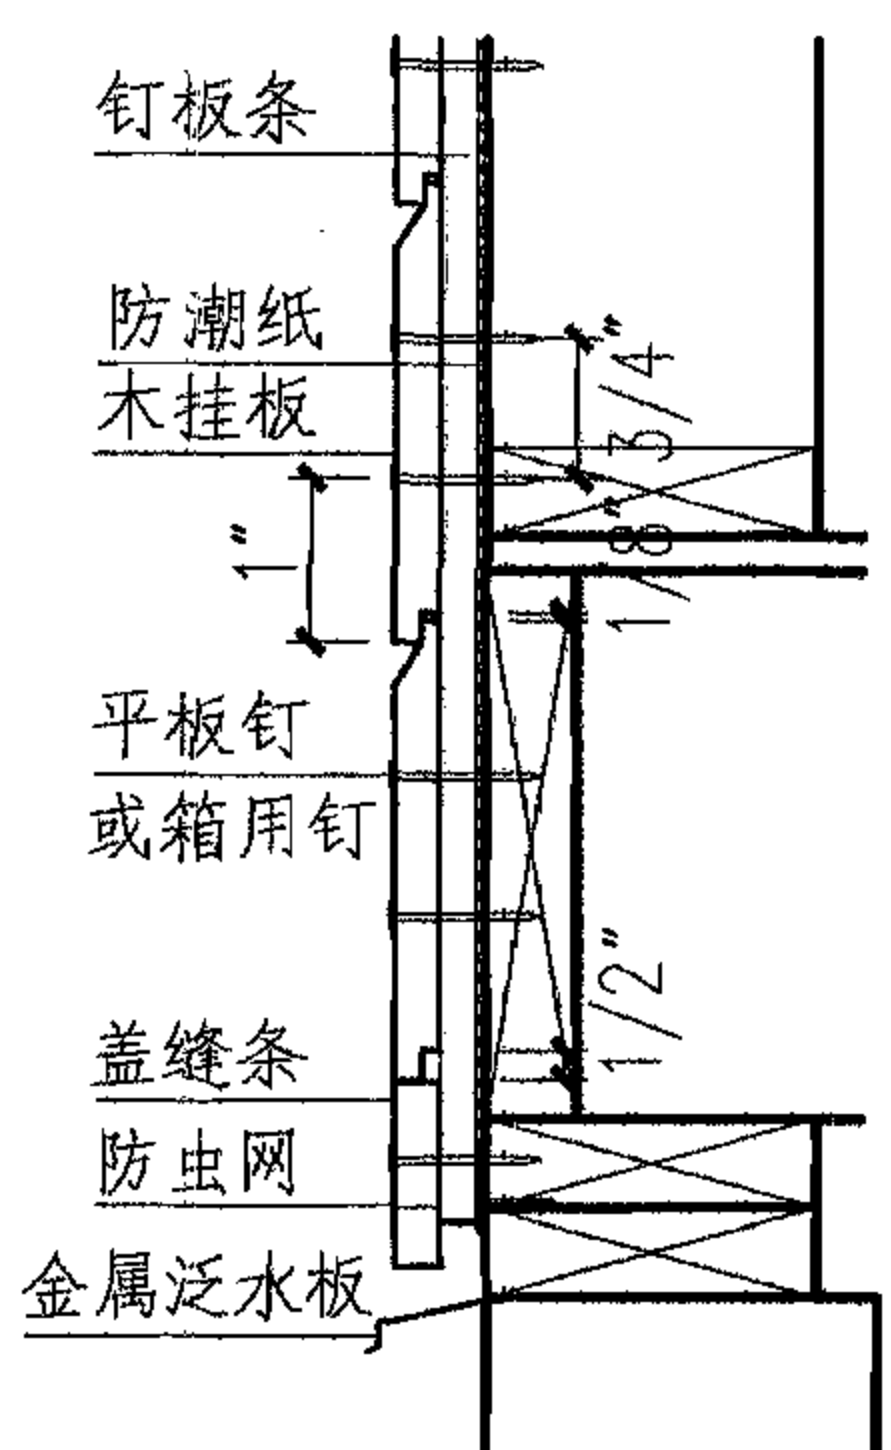 钉板条
防潮纸
木挂板
3/4"
1"
1/8"
平板钉
或箱用钉
1/2"
盖缝条
防虫网
金属泛水板